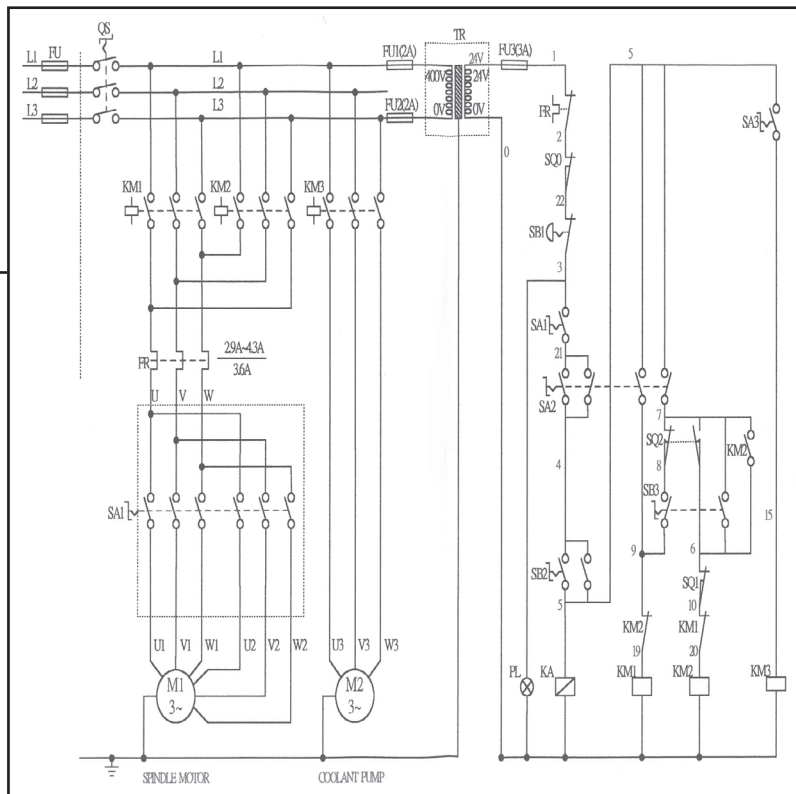 QS
TR
L1 FU L1 FU1(2A) 24V FU3(3A) 1 5
L2 L2 400V 24V
L3 L3 FU2(2A) 0V 0V
FR SA3
2
0
SQ0
KM1 KM2 KM3 22
SB1
3
SA1
FR 2.9A~4.3A 21
3.6A
U V W SA2
7
SQ2 KM2
4 8
SB3
SA1 15
9 6
SB2 SQ1
5 10
KM2 KM1
U1 V1 W1 U2 V2 W2 U3 V3 W3 19 20
M1 M2 PL KA KM1 KM2 KM3
3~ 3~
SPINDLE MOTOR COOLANT PUMP